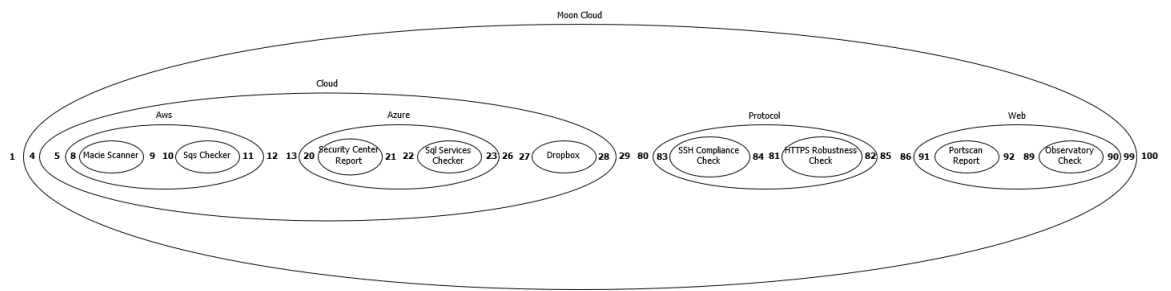 Moon Cloud
Cloud
Aws
Azure
Protocol
Web
1 4 5 8 Macie Scanner 9 10 Sqs Checker 11 12 13 20 Security Center
Report 21 22 Sql Services
Checker 23 26 27 Dropbox 28 29 80 83 SSH Compliance
Check 84 81 HTTPS Robustness
Check 82 85 86 91 Portscan
Report 92 89 Observatory
Check 90 99 100